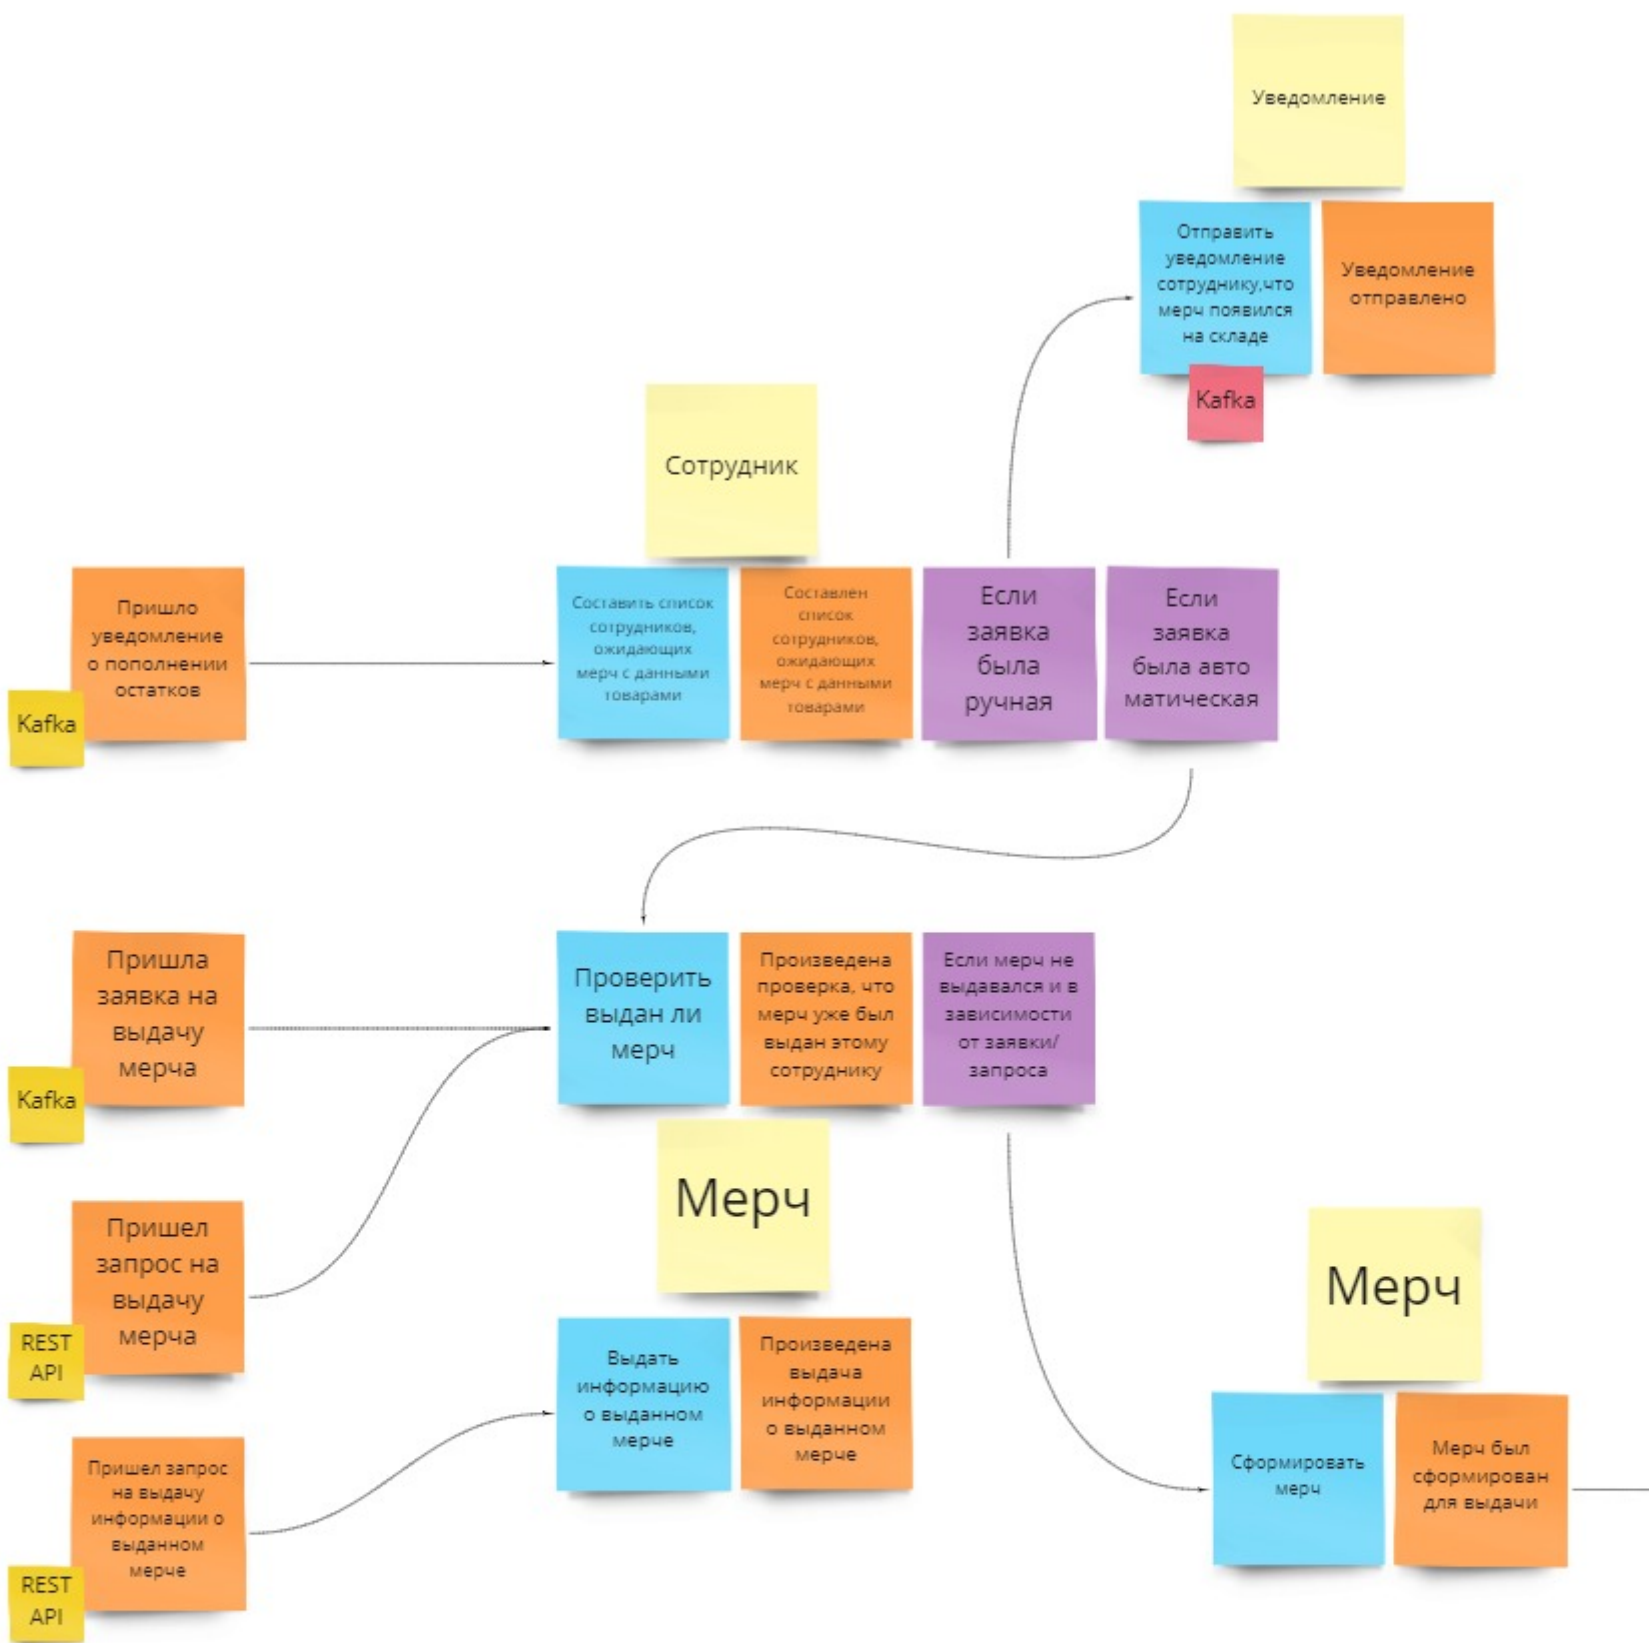 Уведомление
Отправить
уведомление
сотруднику,что
мерч появился
на складе
Уведомление
отправлено
Kafka
Сотрудник
Пришло
уведомление
о пополнении
остатков
Kafka
Составить список
сотрудников,
ожидающих
мерч с данными
товарами
Составлен
список
сотрудников,
ожидающих
мерч с данными
товарами
Если
заявка
была
ручная
Если
заявка
была авто
матическая
Пришла
заявка на
выдачу
мерча
Kafka
Проверить
выдан ли
мерч
Произведена
проверка, что
мерч уже был
выдан этому
сотруднику
Если мерч не
выдавался и в
зависимости
от заявки/
запроса
Мерч
Пришел
запрос на
выдачу
мерча
REST
API
Мерч
Выдать
информацию
о выданном
мерче
Произведена
выдача
информации
о выданном
мерче
Сформировать
мерч
Мерч был
сформирован
для выдачи
Пришел запрос
на выдачу
информации о
выданном
мерче
REST
API